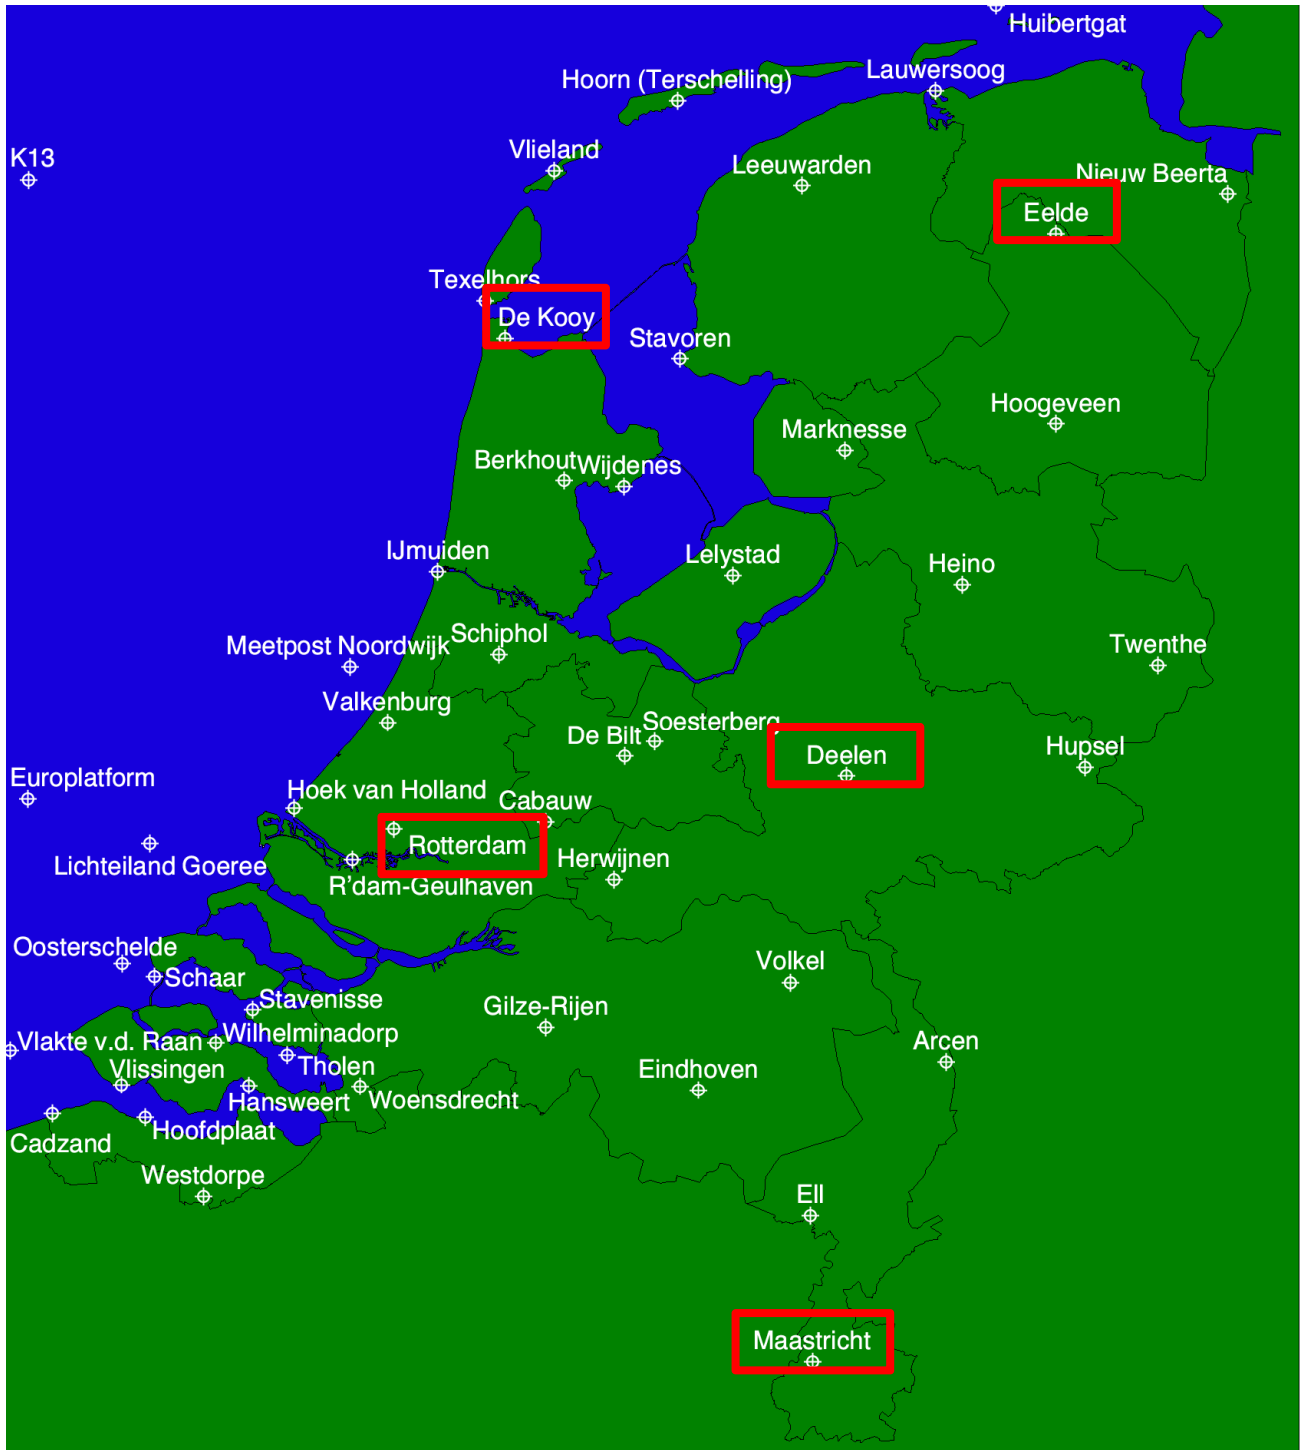 Huibertgat
Lauwersoog
Hoorn (Terschelling)
Vlieland
K13
Leeuwarden
Nieuw Beerta
Eelde
Texelhors
De Kooy
Stavoren
Hoogeveen
Marknesse
Berkhout
Wijdenes
IJmuiden
Lelystad
Heino
Schiphol
Meetpost Noordwijk
Twenthe
Valkenburg
Soesterberg
De Bilt
Deelen
Hupsel
Europlatform
Hoek van Holland
Cabauw
Rotterdam
Lichteiland Goeree
Herwijnen
R'dam-Geulhaven
Oosterschelde
Volkel
Schaar
Stavenisse
Gilze-Rijen
Wilhelminadorp
Vlakte v.d. Raan
Arcen
Tholen
Vlissingen
Eindhoven
Hansweert
Woensdrecht
Hoofdplaat
Cadzand
Westdorpe
Ell
Maastricht